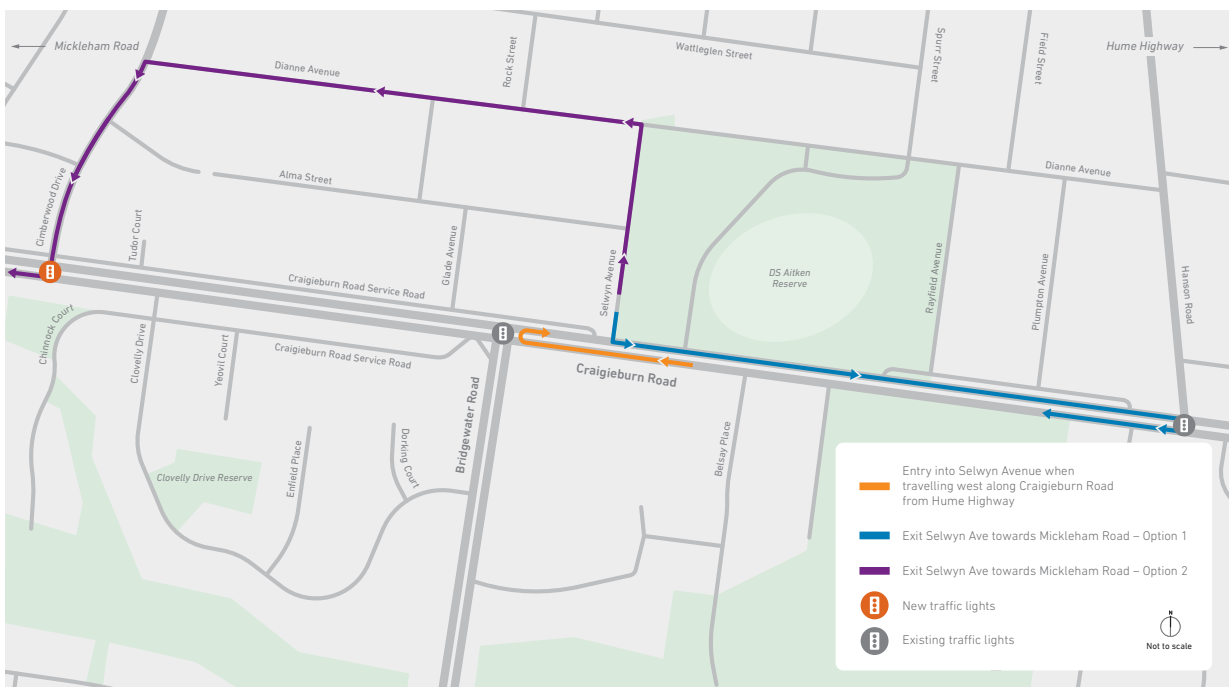 Mickleham Road
Hume Highway
Dianne Avenue
Rock Street
Wattleglen Street
Spurr Street
Field Street
Dianne Avenue
Alma Street
Cimberwood Drive
Tudor Court
Glade Avenue
Selwyn Avenue
DS Aitken
Reserve
Rayfield Avenue
Plumpton Avenue
Hanson Road
Craigieburn Road Service Road
Chinnock Court
Clovelly Drive
Yeovil Court
Craigieburn Road Service Road
Craigieburn Road
Bridgewater Road
Belsay Place
Dorking Court
Enfield Place
Clovelly Drive Reserve
Entry into Selwyn Avenue when
travelling west along Craigieburn Road
from Hume Highway
Exit Selwyn Ave towards Mickleham Road – Option 1
Exit Selwyn Ave towards Mickleham Road – Option 2
New traffic lights
Existing traffic lights
N
Not to scale